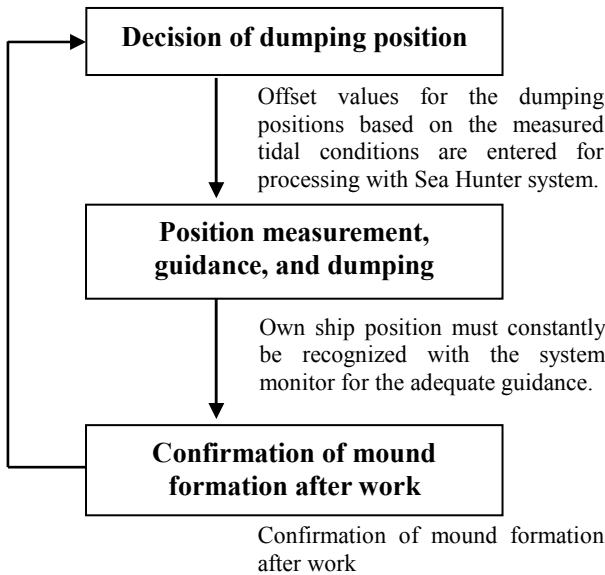 Decision of dumping position
Offset values for the dumping
positions based on the measured
tidal conditions are entered for
processing with Sea Hunter system.
Position measurement,
guidance, and dumping
Own ship position must constantly
be recognized with the system
monitor for the adequate guidance.
Confirmation of mound
formation after work
Confirmation of mound formation
after work